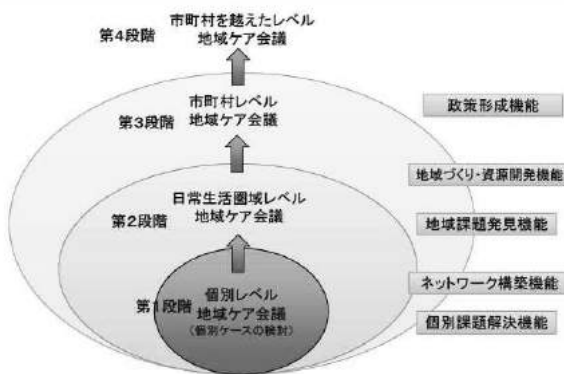 市町村を越えたレベル
第4段階
地域ケア会議
市町村レベル
政策形成機能
第3段階
地域ケア会議
地域づくり・資源開発機能
日常生活圏域レベル
第2段階
地域ケア会議
地域課題発見機能
ネットワーク構築機能
第1段階
個別レベル
地域ケア会議
(個別ケースの検討)
個別課題解決機能